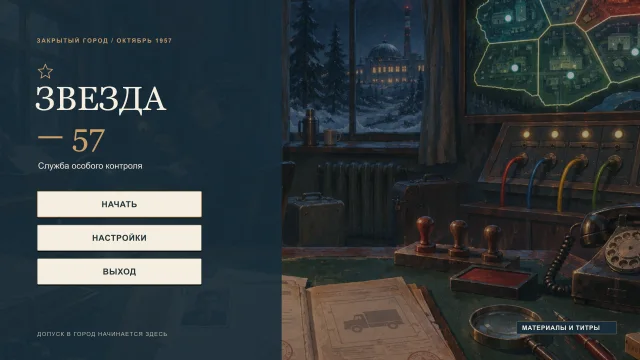 ЗАКРЫТЫЙ ГОРОД / ОКТЯБРЬ 1957
ЗВЕЗДА
— 57
Служба особого контроля
НАЧАТЬ
НАСТРОЙКИ
ВЫХОД
ДОПУСК В ГОРОД НАЧИНАЕТСЯ ЗДЕСЬ
МАТЕРИАЛЫ И ТИТРЫ